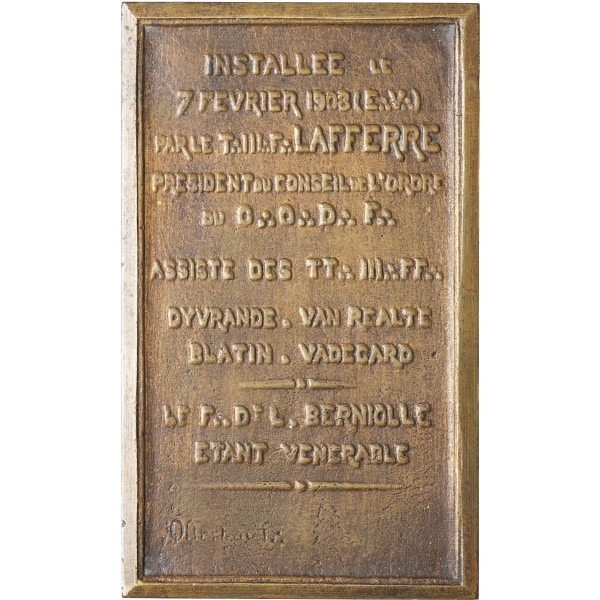 INSTALLEE LE
7 FEVRIER 1903 (E∴V∴)
PAR LE T∴Ill∴F∴ LAFFERRE
PRESIDENT DU CONSEIL DE L'ORDRE
DU G∴O∴D∴F∴
ASSISTE DES TT∴ Ill∴FF∴
DYVRANDE. VAN REALTE
BLATIN. VADECARD
LE F∴ Dr L. BERNIOLLE
ETANT VENERABLE